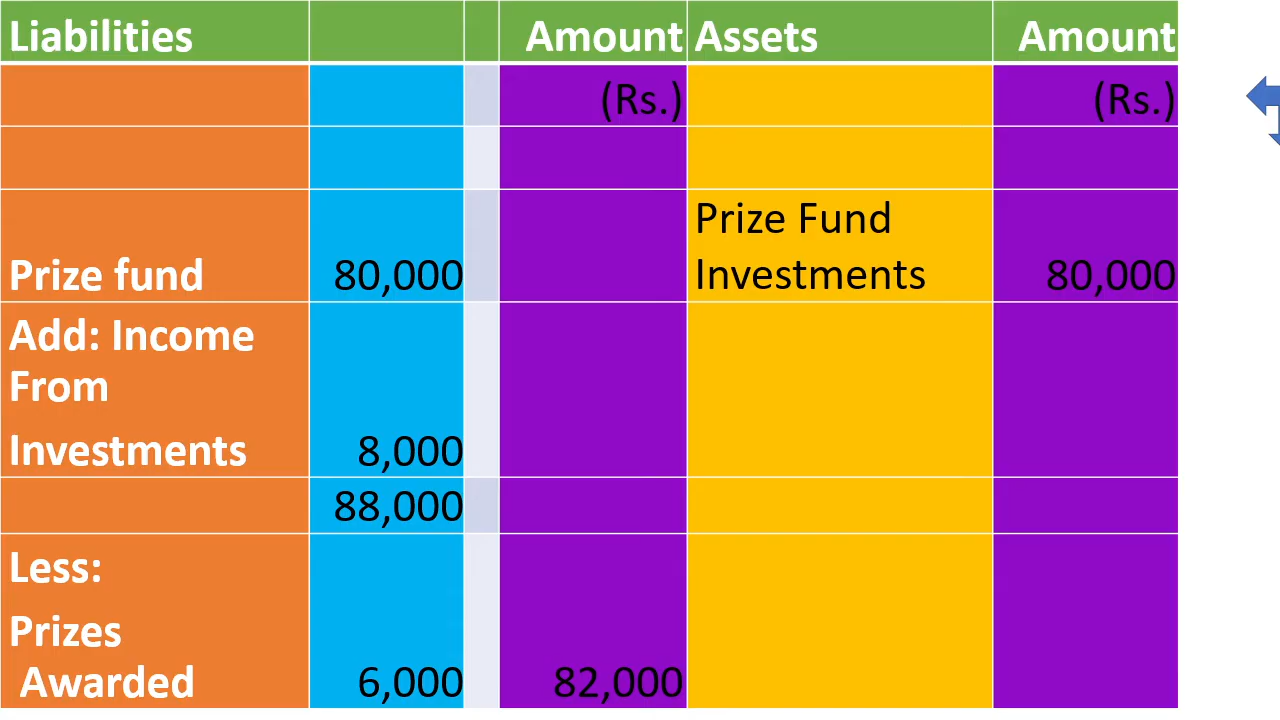 Liabilities Amount Assets Amount
(Rs.) (Rs.)
Prize Fund
Prize fund 80,000 Investments 80,000
Add: Income
From
Investments 8,000
88,000
Less:
Prizes
Awarded 6,000 82,000